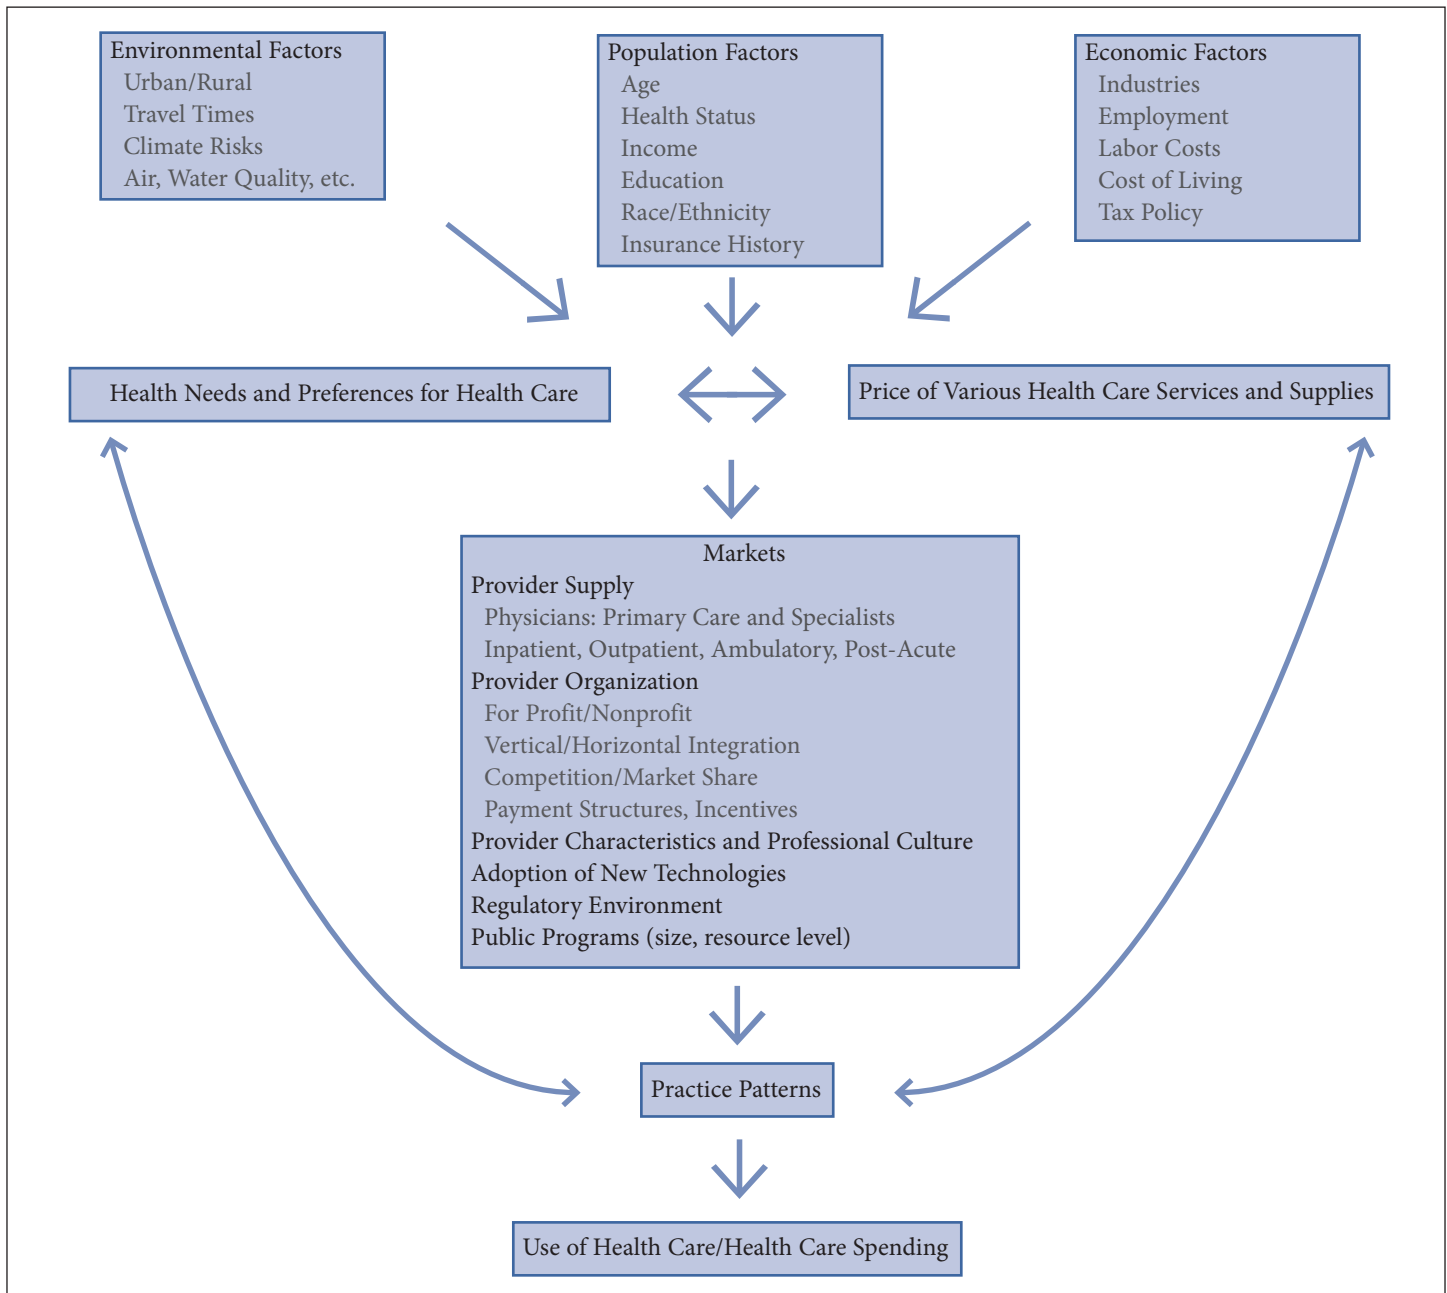 Environmental Factors
Urban/Rural
Travel Times
Climate Risks
Air, Water Quality, etc.
Population Factors
Age
Health Status
Income
Education
Race/Ethnicity
Insurance History
Economic Factors
Industries
Employment
Labor Costs
Cost of Living
Tax Policy
Health Needs and Preferences for Health Care
Price of Various Health Care Services and Supplies
Markets
Provider Supply
Physicians: Primary Care and Specialists
Inpatient, Outpatient, Ambulatory, Post-Acute
Provider Organization
For Profit/Nonprofit
Vertical/Horizontal Integration
Competition/Market Share
Payment Structures, Incentives
Provider Characteristics and Professional Culture
Adoption of New Technologies
Regulatory Environment
Public Programs (size, resource level)
Practice Patterns
Use of Health Care/Health Care Spending